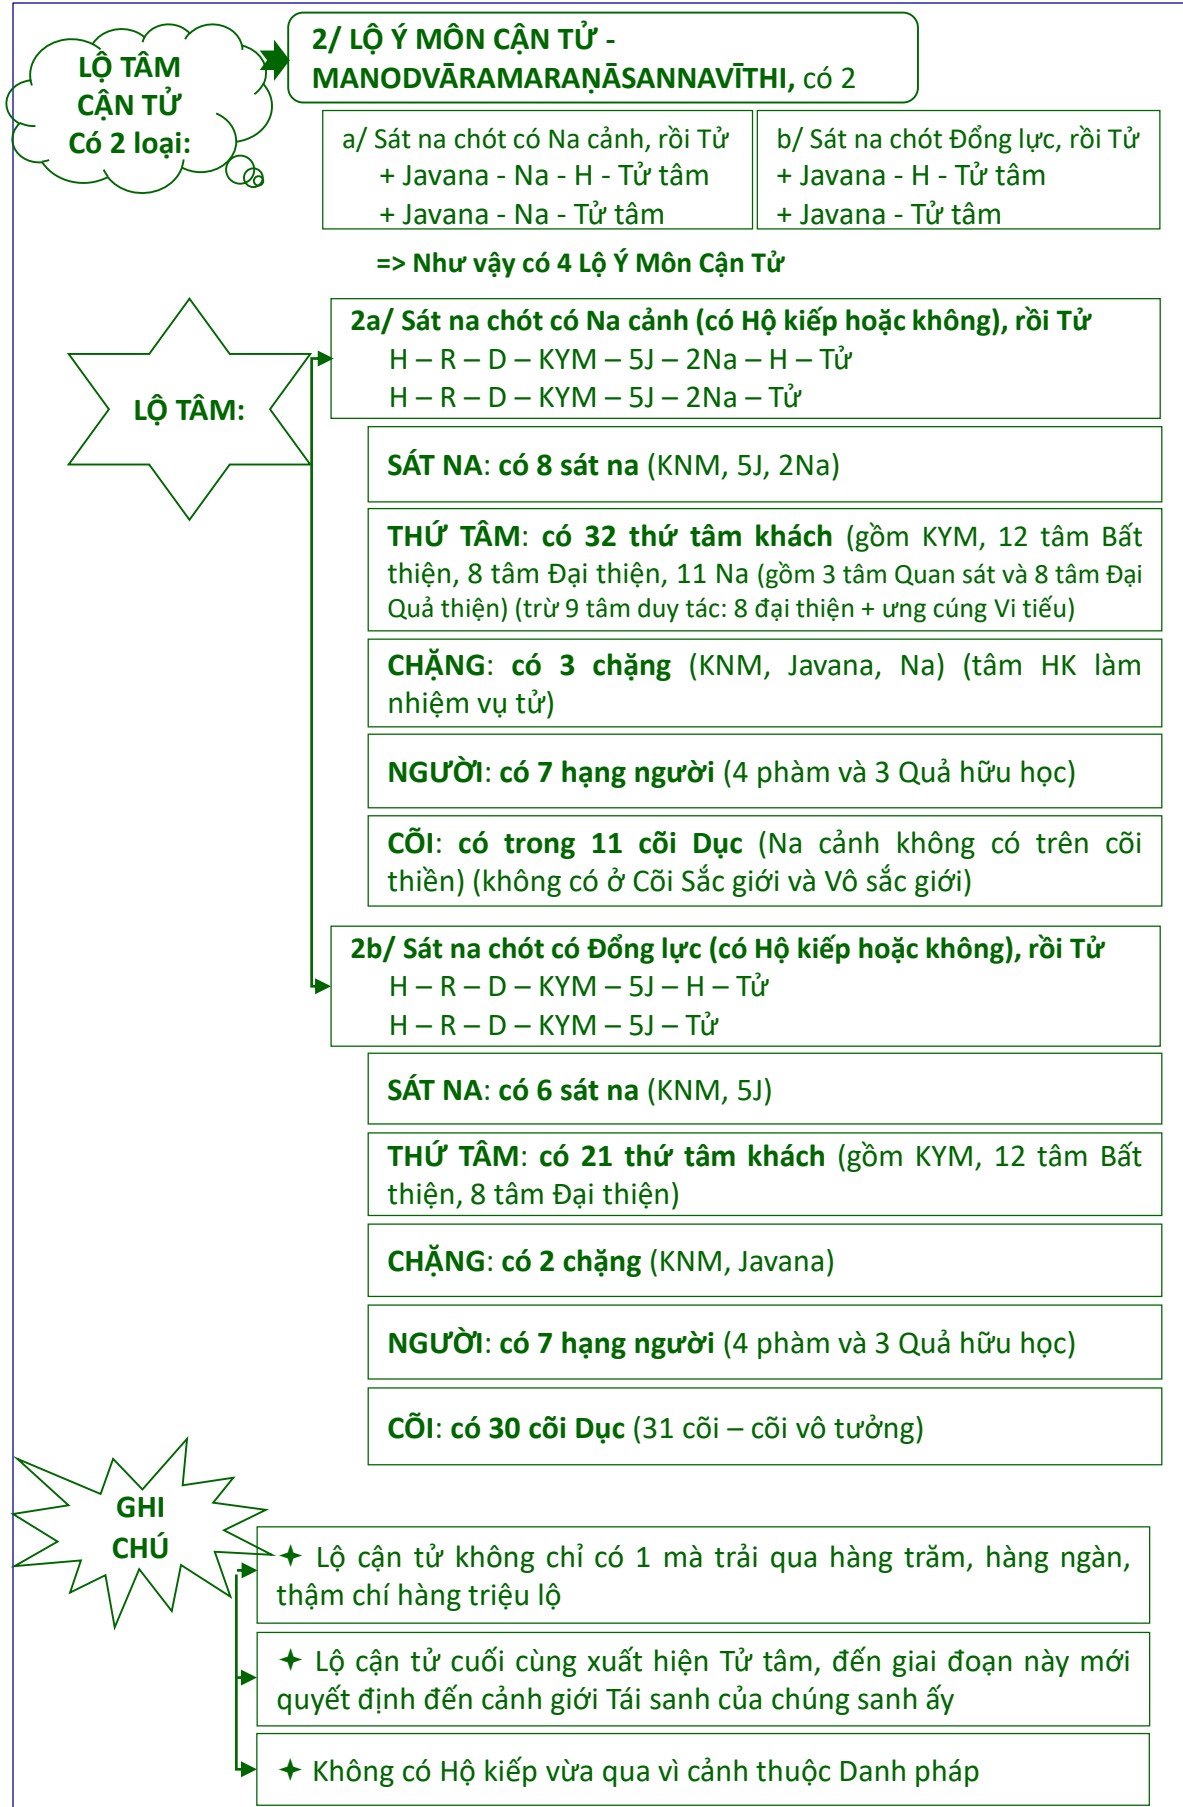 LỘ TÂM
CẬN TỬ
Có 2 loại:
2/ LỘ Ý MÔN CẬN TỬ -
MANODVĀRAMARAṆĀSANNAVĪTHI, có 2
a/ Sát na chót có Na cảnh, rồi Tử
+ Javana - Na - H - Tử tâm
+ Javana - Na - Tử tâm
b/ Sát na chót Đổng lực, rồi Tử
+ Javana - H - Tử tâm
+ Javana - Tử tâm
=> Như vậy có 4 Lộ Ý Môn Cận Tử
LỘ TÂM:
2a/ Sát na chót có Na cảnh (có Hộ kiếp hoặc không), rồi Tử
H – R – D – KYM – 5J – 2Na – H – Tử
H – R – D – KYM – 5J – 2Na – Tử
SÁT NA: có 8 sát na (KNM, 5J, 2Na)
THỨ TÂM: có 32 thứ tâm khách (gồm KYM, 12 tâm Bất
thiện, 8 tâm Đại thiện, 11 Na (gồm 3 tâm Quan sát và 8 tâm Đại
Quả thiện) (trừ 9 tâm duy tác: 8 đại thiện + ưng cúng Vi tiếu)
CHẶNG: có 3 chặng (KNM, Javana, Na) (tâm HK làm
nhiệm vụ tử)
NGƯỜI: có 7 hạng người (4 phàm và 3 Quả hữu học)
CÕI: có trong 11 cõi Dục (Na cảnh không có trên cõi
thiền) (không có ở Cõi Sắc giới và Vô sắc giới)
2b/ Sát na chót có Đổng lực (có Hộ kiếp hoặc không), rồi Tử
H – R – D – KYM – 5J – H – Tử
H – R – D – KYM – 5J – Tử
SÁT NA: có 6 sát na (KNM, 5J)
THỨ TÂM: có 21 thứ tâm khách (gồm KYM, 12 tâm Bất
thiện, 8 tâm Đại thiện)
CHẶNG: có 2 chặng (KNM, Javana)
NGƯỜI: có 7 hạng người (4 phàm và 3 Quả hữu học)
CÕI: có 30 cõi Dục (31 cõi – cõi vô tưởng)
GHI
CHÚ
✦ Lộ cận tử không chỉ có 1 mà trải qua hàng trăm, hàng ngàn,
thậm chí hàng triệu lộ
✦ Lộ cận tử cuối cùng xuất hiện Tử tâm, đến giai đoạn này mới
quyết định đến cảnh giới Tái sanh của chúng sanh ấy
✦ Không có Hộ kiếp vừa qua vì cảnh thuộc Danh pháp